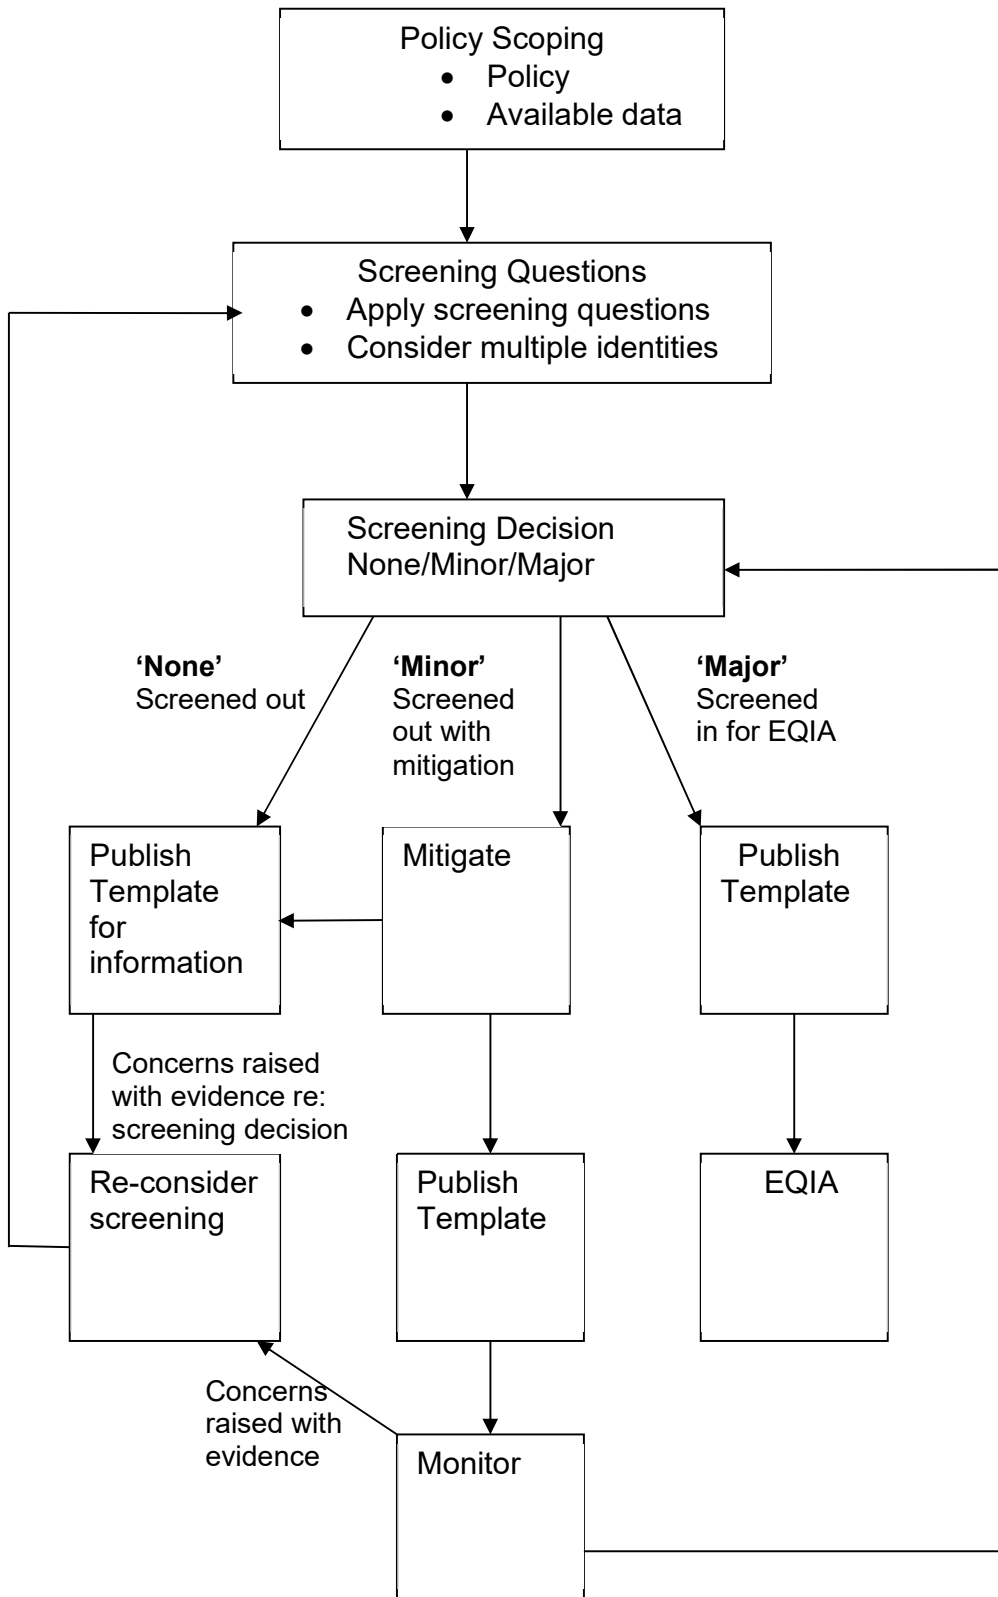 Policy Scoping
• Policy
• Available data
Screening Questions
• Apply screening questions
• Consider multiple identities
Screening Decision
None/Minor/Major
‘None’
Screened out
‘Minor’
Screened
out with
mitigation
‘Major’
Screened
in for EQIA
Publish
Template
for
information
Mitigate
Publish
Template
Concerns raised
with evidence re:
screening decision
Re-consider
screening
Publish
Template
EQIA
Concerns
raised with
evidence
Monitor